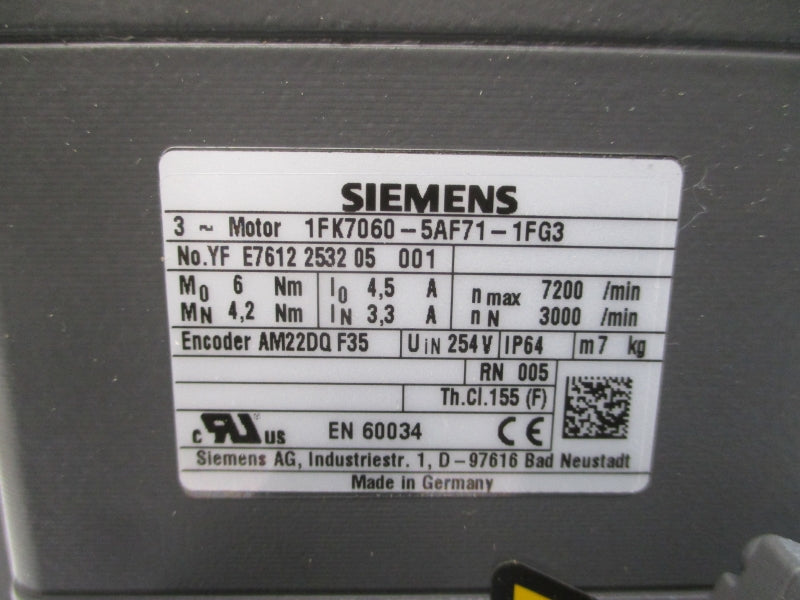 SIEMENS
3 ~ Motor 1FK7060-5AF71-1FG3
No.YF E7612 2532 05 001
M0 6 Nm I0 4,5 A n max 7200 /min
MN 4,2 Nm IN 3,3 A n N 3000 /min
Encoder AM22DQ F35 UIN 254 V IP64 m 7 kg
RN 005
Th.Cl.155 (F)
c RU US EN 60034 CE
Siemens AG, Industriestr. 1, D-97616 Bad Neustadt
Made in Germany